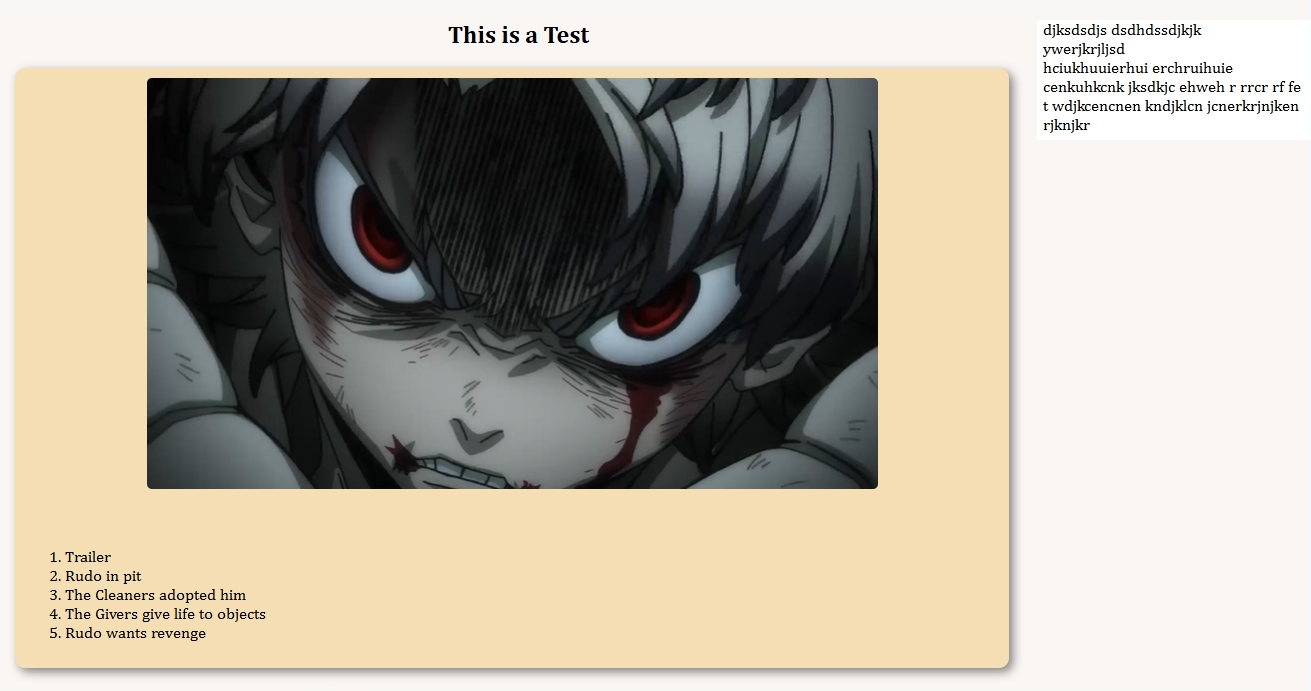 This is a Test
djksdsdjs dsdhdssdjkjk
ywerjkrjljsd
hciukhuuierhui erchruihuie
cenkuhkcnk jksdkjc ehweh r rrcr rf fe
t wdjkcencnen kndjklcn jcnerkrjnjken
rjknjkr
1. Trailer
2. Rudo in pit
3. The Cleaners adopted him
4. The Givers give life to objects
5. Rudo wants revenge